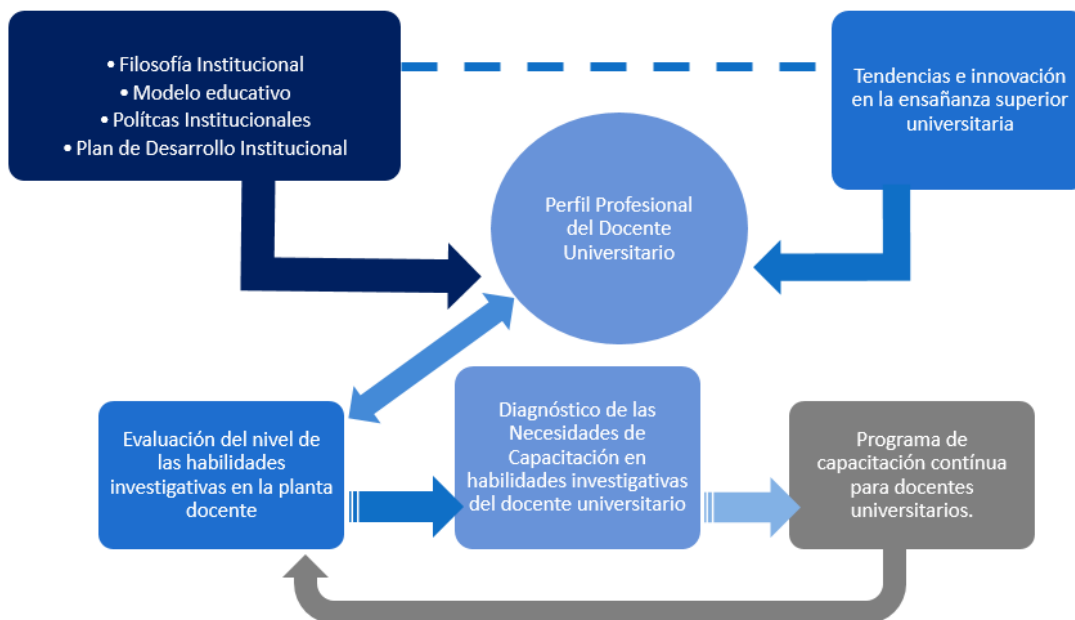 • Filosofía Institucional
• Modelo educativo
• Polítcas Institucionales
• Plan de Desarrollo Institucional
Tendencias e innovación
en la ensañanza superior
universitaria
Perfil Profesional
del Docente
Universitario
Evaluación del nivel de
las habilidades
investigativas en la planta
docente
Diagnóstico de las
Necesidades de
Capacitación en
habilidades investigativas
del docente universitario
Programa de
capacitación contínua
para docentes
universitarios.